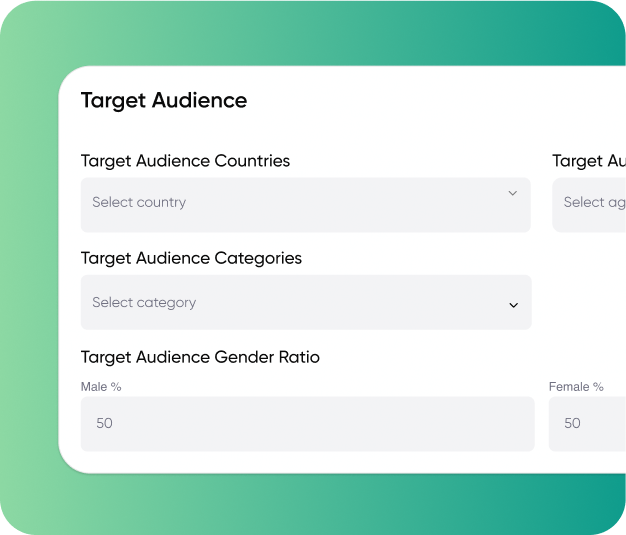 Target Audience
Target Audience Countries
Target Au
Select country
Select ag
Target Audience Categories
Select category
Target Audience Gender Ratio
Male %
Female %
50
50